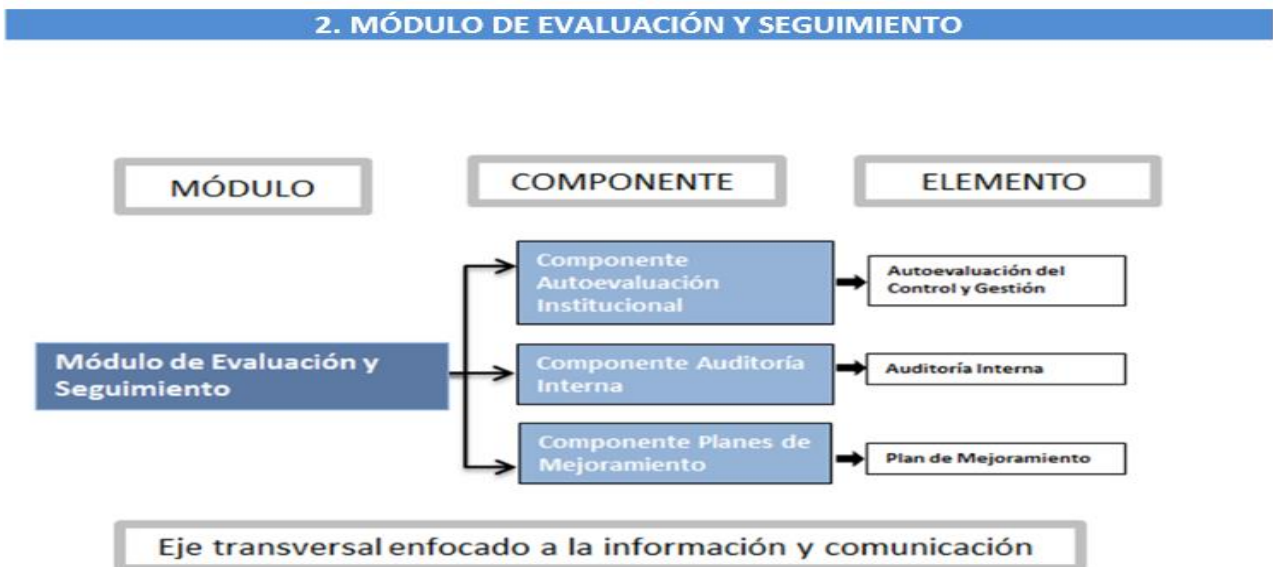 2. MÓDULO DE EVALUACIÓN Y SEGUIMIENTO
MÓDULO
COMPONENTE
ELEMENTO
Módulo de Evaluación y
Seguimiento
Componente
Autoevaluación
Institucional
Autoevaluación del
Control y Gestión
Componente Auditoría
Interna
Auditoría Interna
Componente Planes de
Mejoramiento
Plan de Mejoramiento
Eje transversal enfocado a la información y comunicación